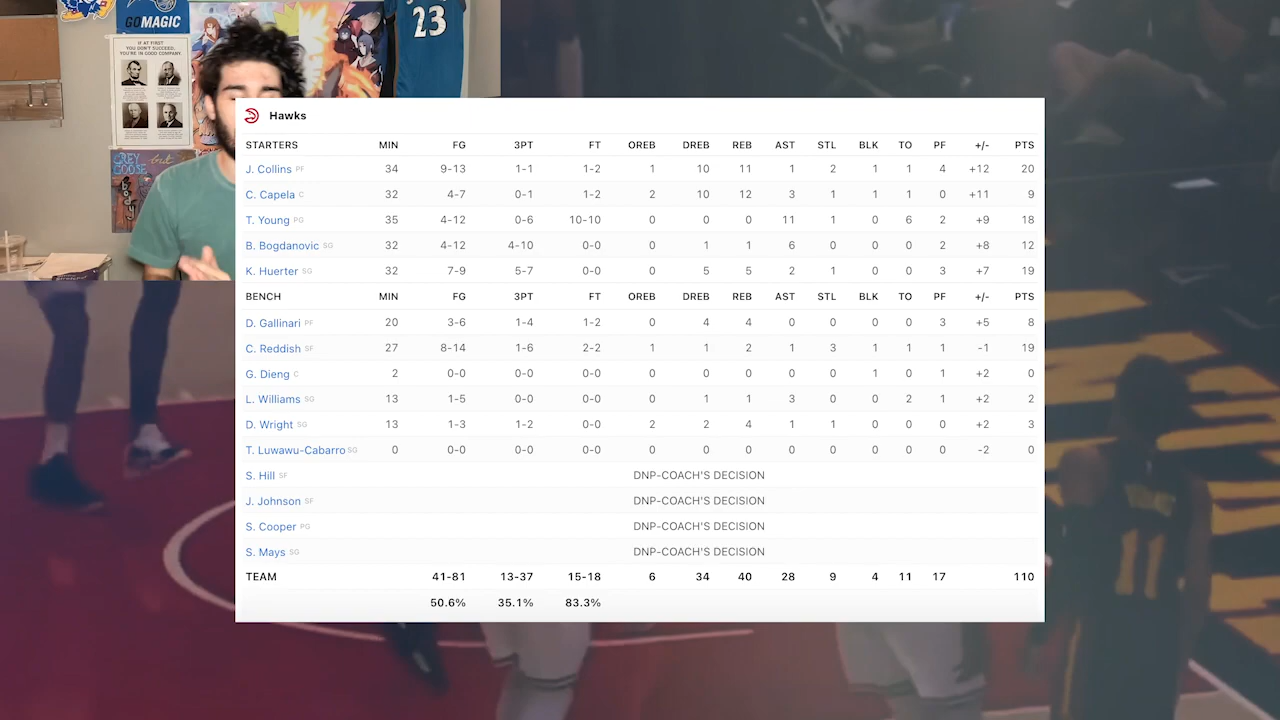 GO MAGIC
23
IF AT FIRST
YOU DON'T SUCCEED,
YOU'RE IN GOOD COMPANY.
GREY
GOOSE
but
body
Hawks
STARTERS MIN FG 3PT FT OREB DREB REB AST STL BLK TO PF +/- PTS
J. Collins PF 34 9-13 1-1 1-2 1 10 11 1 2 1 1 4 +12 20
C. Capela C 32 4-7 0-1 1-2 2 10 12 3 1 1 1 0 +11 9
T. Young PG 35 4-12 0-6 10-10 0 0 0 11 1 0 6 2 +9 18
B. Bogdanovic SG 32 4-12 4-10 0-0 0 1 1 6 0 0 0 2 +8 12
K. Huerter SG 32 7-9 5-7 0-0 0 5 5 2 1 0 0 3 +7 19
BENCH MIN FG 3PT FT OREB DREB REB AST STL BLK TO PF +/- PTS
D. Gallinari PF 20 3-6 1-4 1-2 0 4 4 0 0 0 0 3 +5 8
C. Reddish SF 27 8-14 1-6 2-2 1 1 2 1 3 1 1 1 -1 19
G. Dieng C 2 0-0 0-0 0-0 0 0 0 0 0 1 0 1 +2 0
L. Williams SG 13 1-5 0-0 0-0 0 1 1 3 0 0 2 1 +2 2
D. Wright SG 13 1-3 1-2 0-0 2 2 4 1 1 0 0 0 +2 3
T. Luwawu-Cabarro SG 0 0-0 0-0 0-0 0 0 0 0 0 0 0 0 -2 0
S. Hill SF DNP-COACH'S DECISION
J. Johnson SF DNP-COACH'S DECISION
S. Cooper PG DNP-COACH'S DECISION
S. Mays SG DNP-COACH'S DECISION
TEAM 41-81 13-37 15-18 6 34 40 28 9 4 11 17 110
50.6% 35.1% 83.3%
11